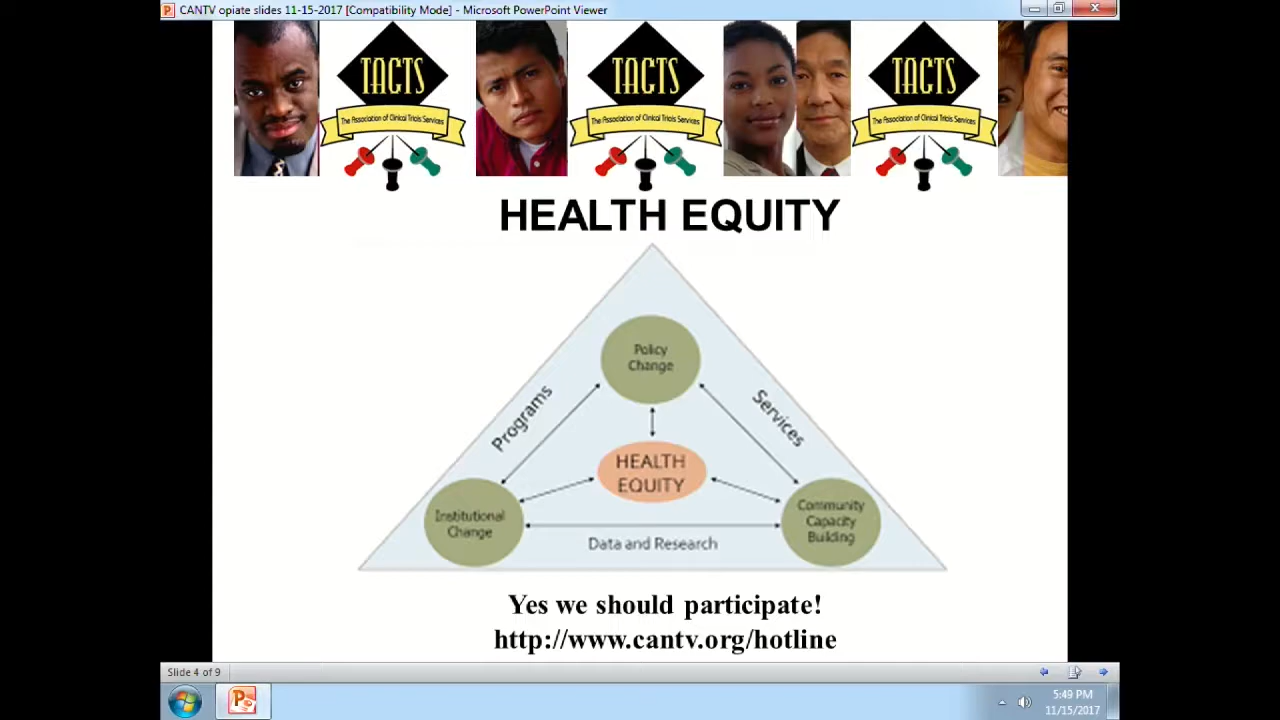 CANTV opiate slides 11-15-2017 [Compatibility Mode] - Microsoft PowerPoint Viewer
TACTS
The Association of Clinical Trials Services
TACTS
The Association of Clinical Trials Services
TACTS
The Association of Clinical Trials Services
HEALTH EQUITY
Policy
Change
Programs
Services
HEALTH
EQUITY
Institutional
Change
Community
Capacity
Building
Data and Research
Yes we should participate!
http://www.cantv.org/hotline
Slide 4 of 9
5:49 PM
11/15/2017